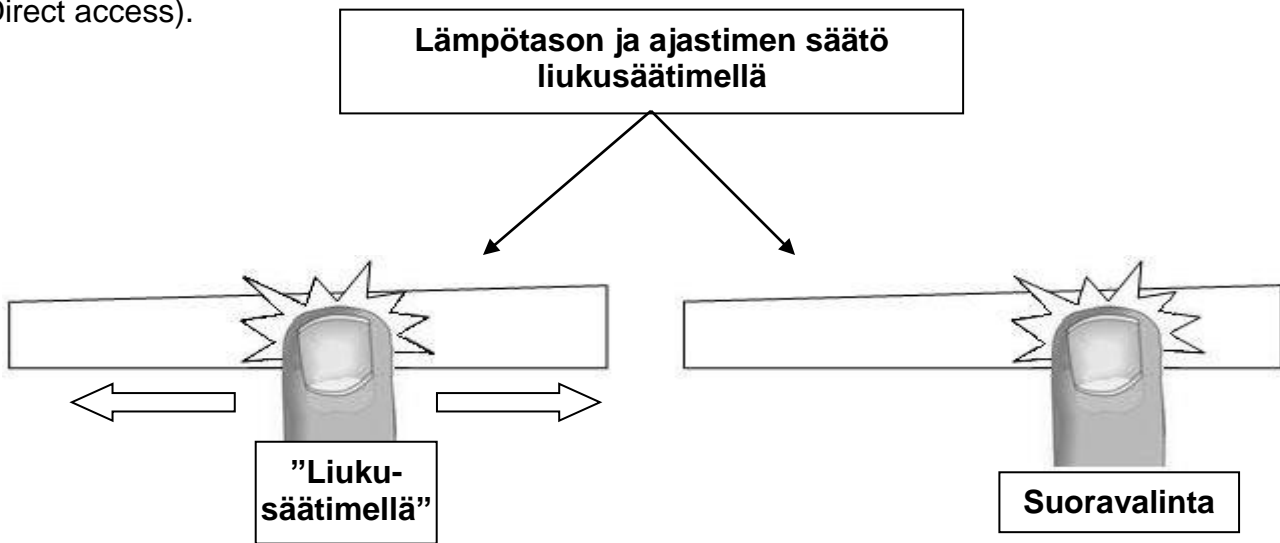 Direct access).
Lämpötason ja ajastimen säätö
liukusäätimellä
”Liuku-
säätimellä”
Suoravalinta